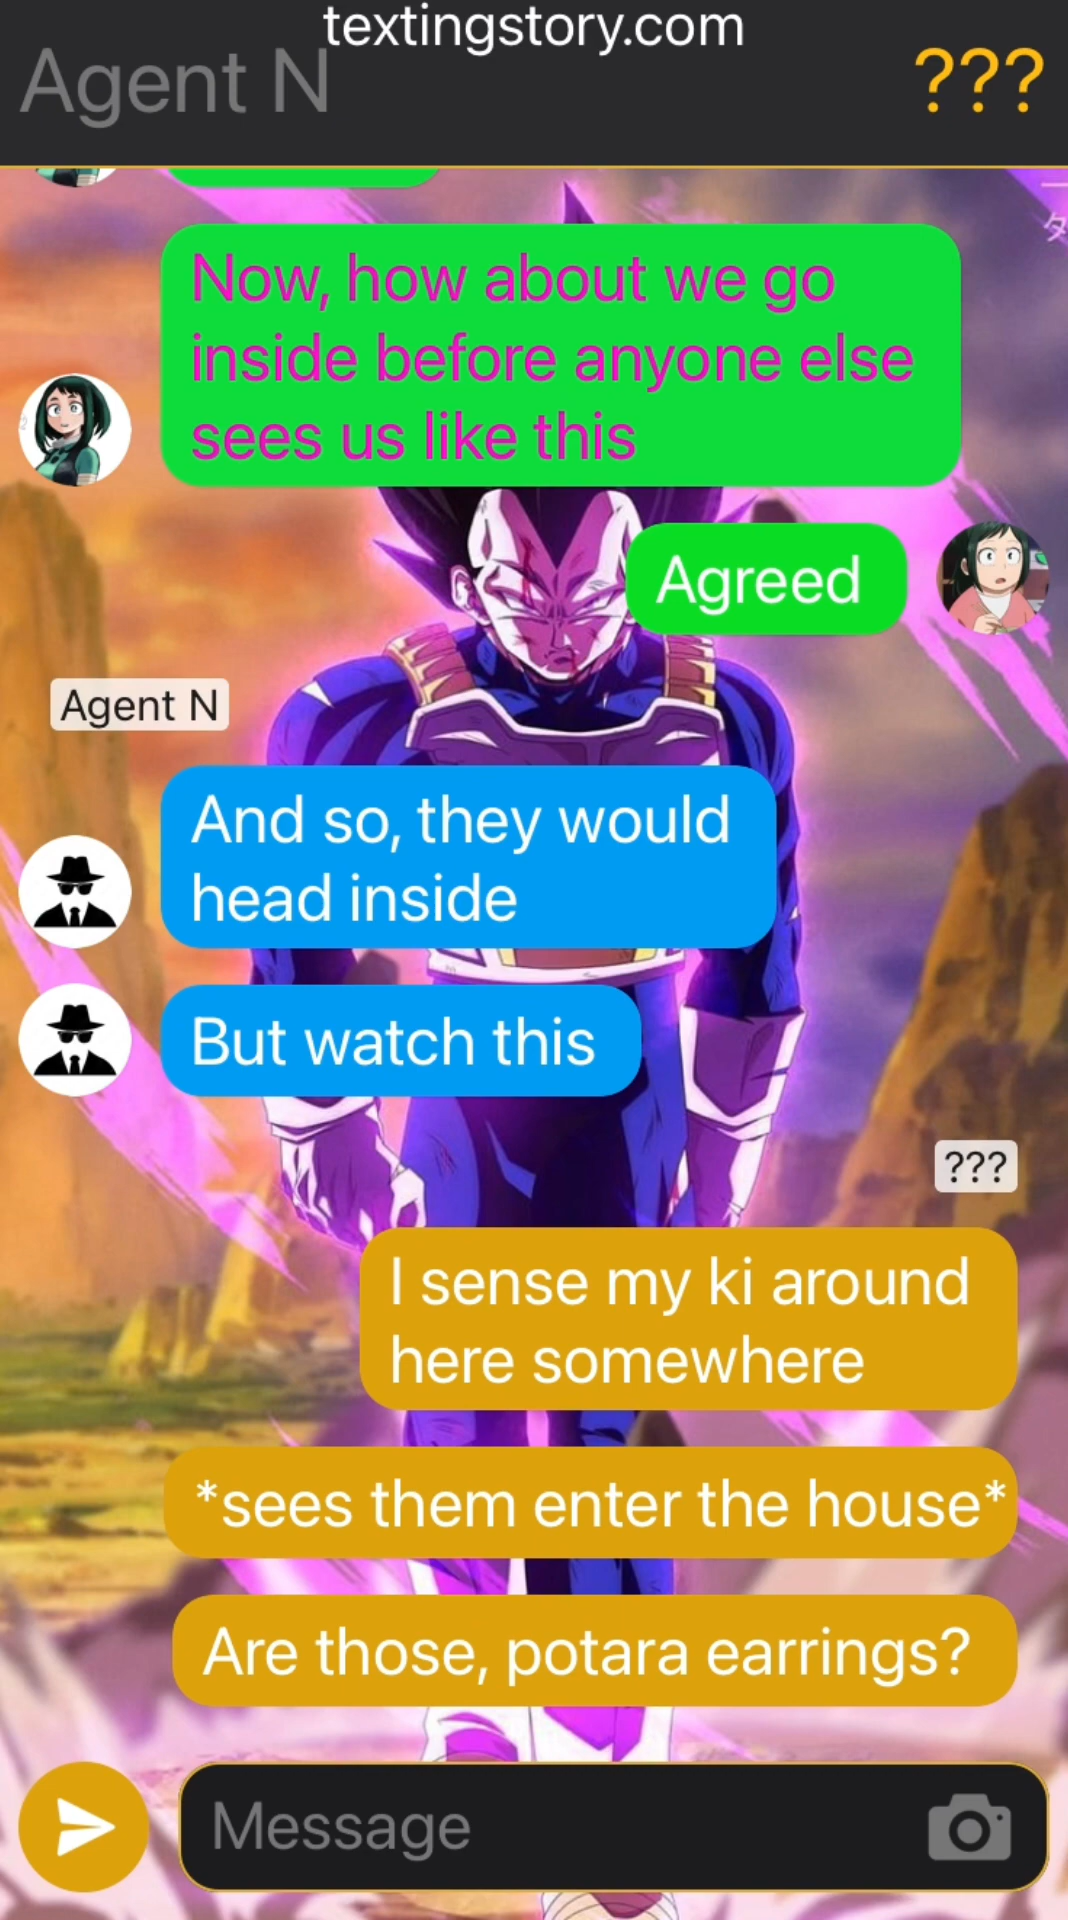 textingstory.com
Agent N
???
タ
Now, how about we go
inside before anyone else
sees us like this
Agreed
Agent N
And so, they would
head inside
But watch this
???
I sense my ki around
here somewhere
*sees them enter the house*
Are those, potara earrings?
Message